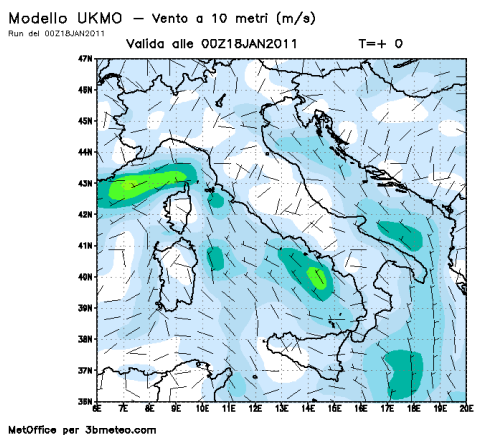 Modello UKMO – Vento a 10 metri (m/s)
Run del 00Z18JAN2011
Valida alle 00Z18JAN2011 T=+ 0
47N
46N
45N
44N
43N
42N
41N
40N
39N
38N
37N
36N
6E 7E 8E 9E 10E 11E 12E 13E 14E 15E 16E 17E 18E 19E 20E
MetOffice per 3bmeteo.com